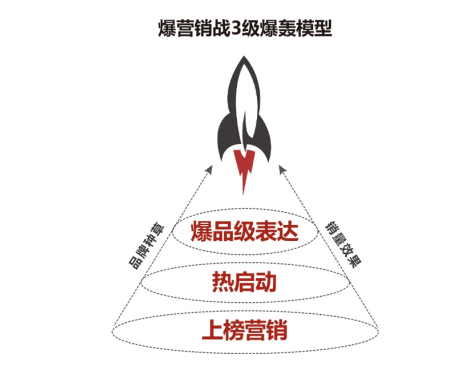 爆营销战3级爆轰模型
爆品级表达
品牌种草
销量效果
热启动
上榜营销